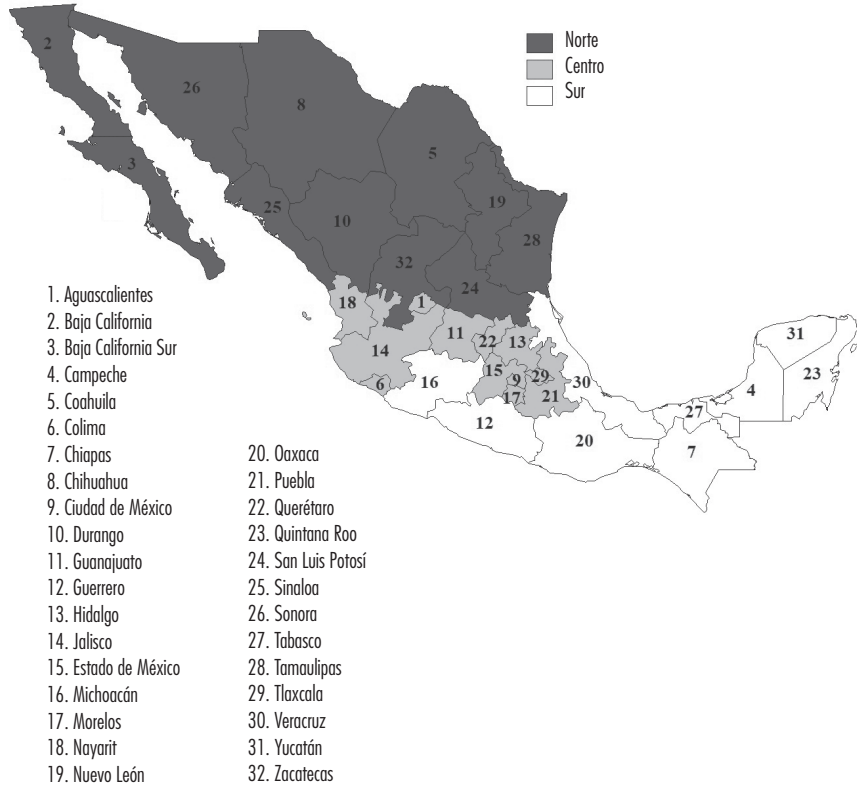 Norte
Centro
Sur
2
26
8
3
5
25
10
19
28
32
24
18
1
11
22
13
14
15
9
29
30
6
16
17
21
12
20
27
4
31
23
7
1. Aguascalientes
2. Baja California
3. Baja California Sur
4. Campeche
5. Coahuila
6. Colima
7. Chiapas
8. Chihuahua
9. Ciudad de México
10. Durango
11. Guanajuato
12. Guerrero
13. Hidalgo
14. Jalisco
15. Estado de México
16. Michoacán
17. Morelos
18. Nayarit
19. Nuevo León
20. Oaxaca
21. Puebla
22. Querétaro
23. Quintana Roo
24. San Luis Potosí
25. Sinaloa
26. Sonora
27. Tabasco
28. Tamaulipas
29. Tlaxcala
30. Veracruz
31. Yucatán
32. Zacatecas